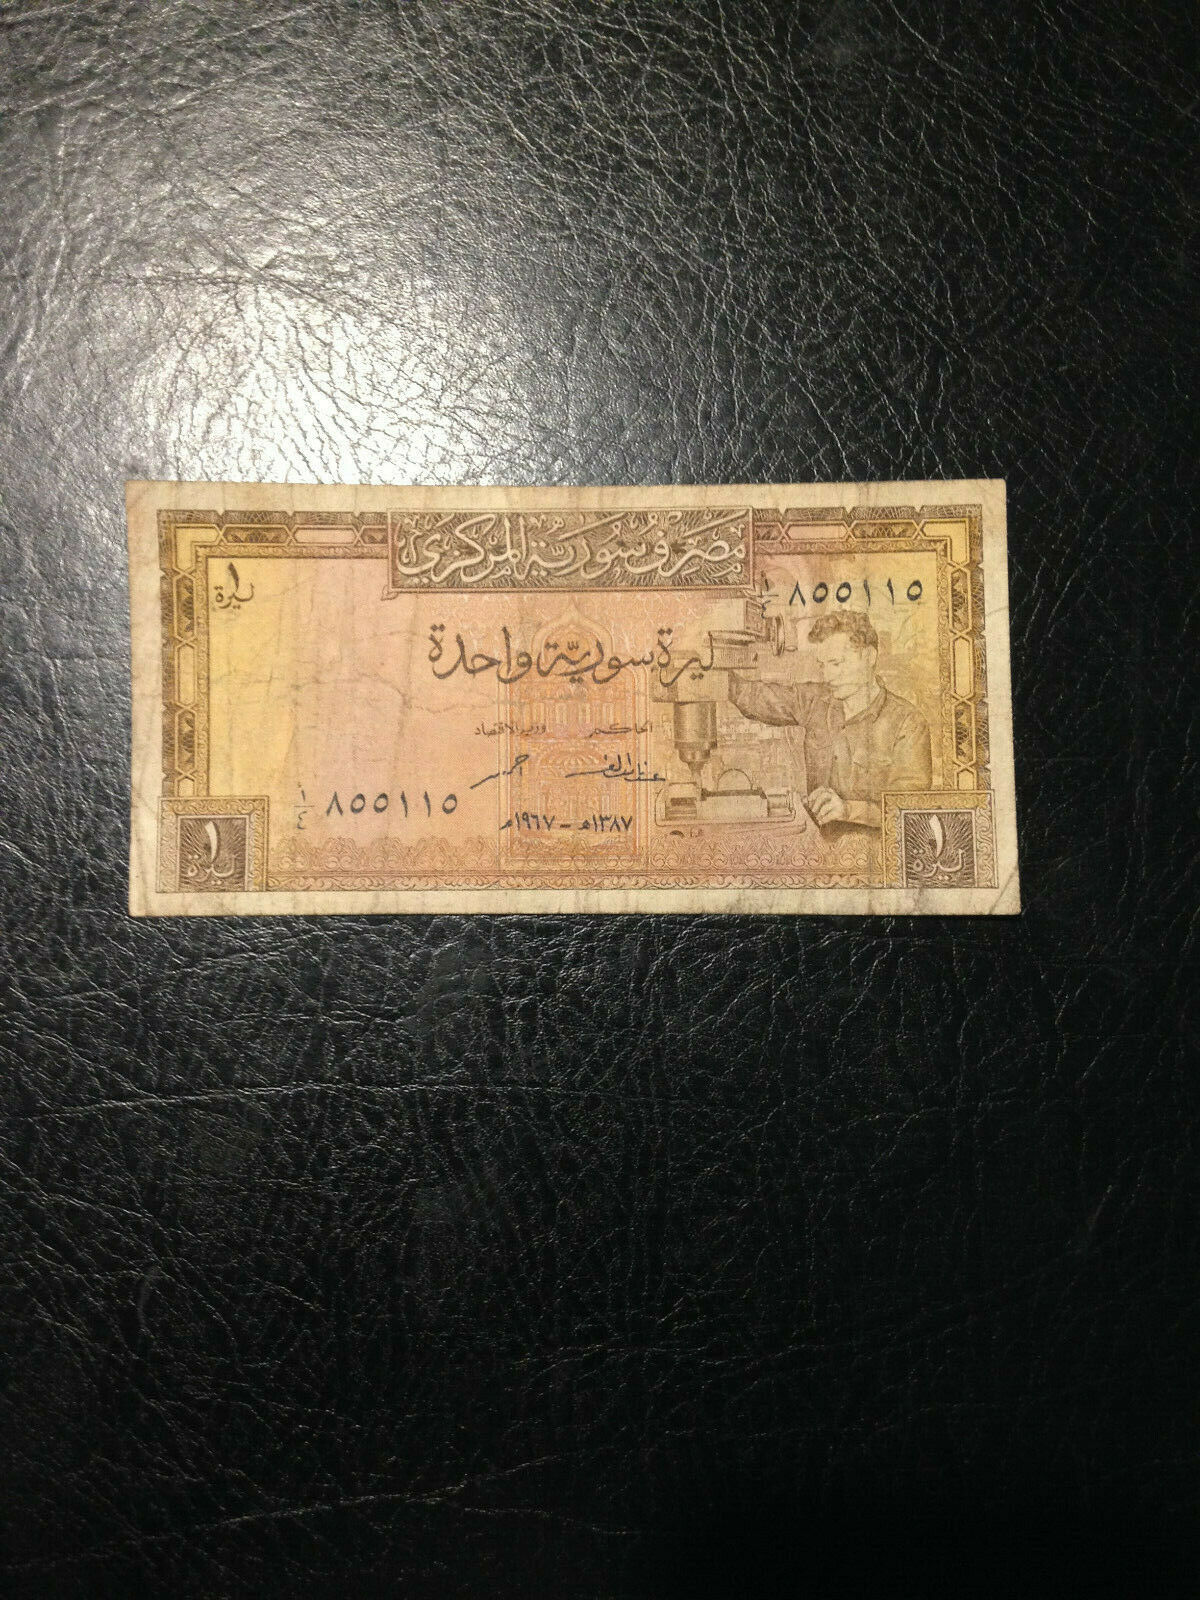 مصرف سورية المركزي
ليرة ١
١/٤ ٨٥٥١١٥
ليرة سورية واحدة
الحاكم وزير الاقتصاد
١/٤ ٨٥٥١١٥
١٣٨٧هـ - ١٩٦٧م
١ ليرة
١ ليرة